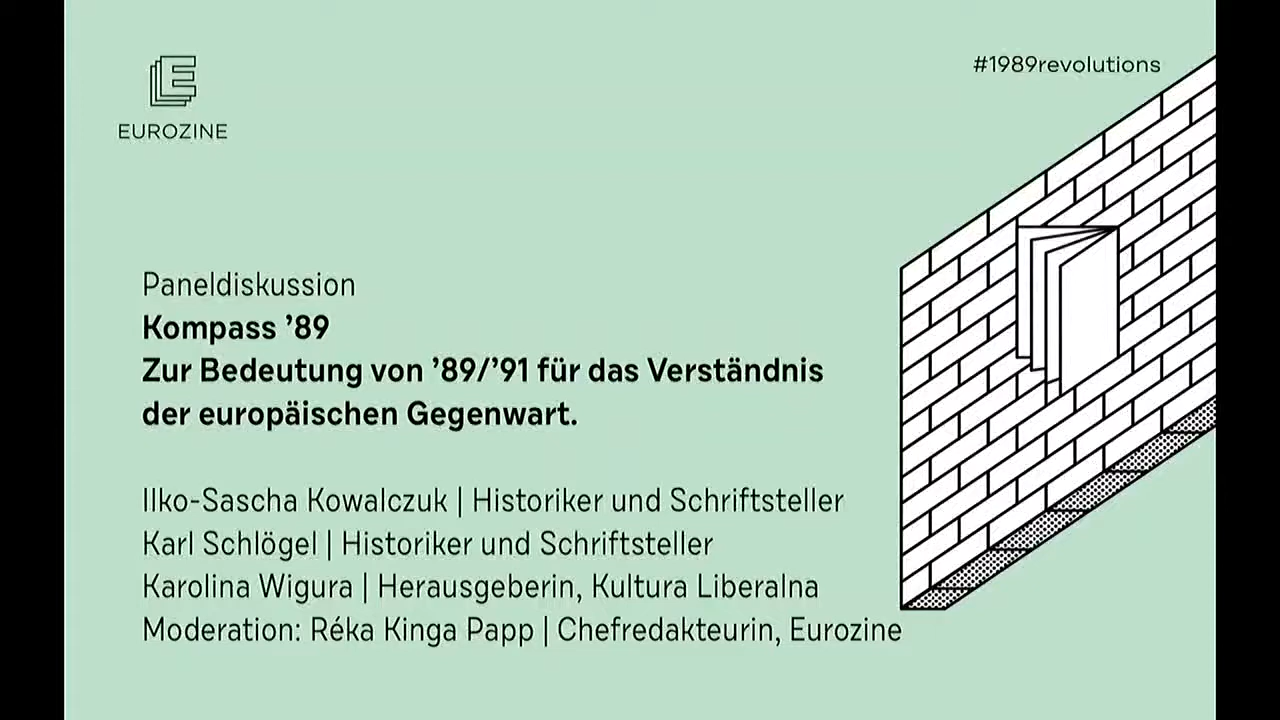 EUROZINE
#1989revolutions
Paneldiskussion
Kompass ’89
Zur Bedeutung von ’89/’91 für das Verständnis
der europäischen Gegenwart.
Ilko-Sascha Kowalczuk | Historiker und Schriftsteller
Karl Schlögel | Historiker und Schriftsteller
Karolina Wigura | Herausgeberin, Kultura Liberalna
Moderation: Réka Kinga Papp | Chefredakteurin, Eurozine